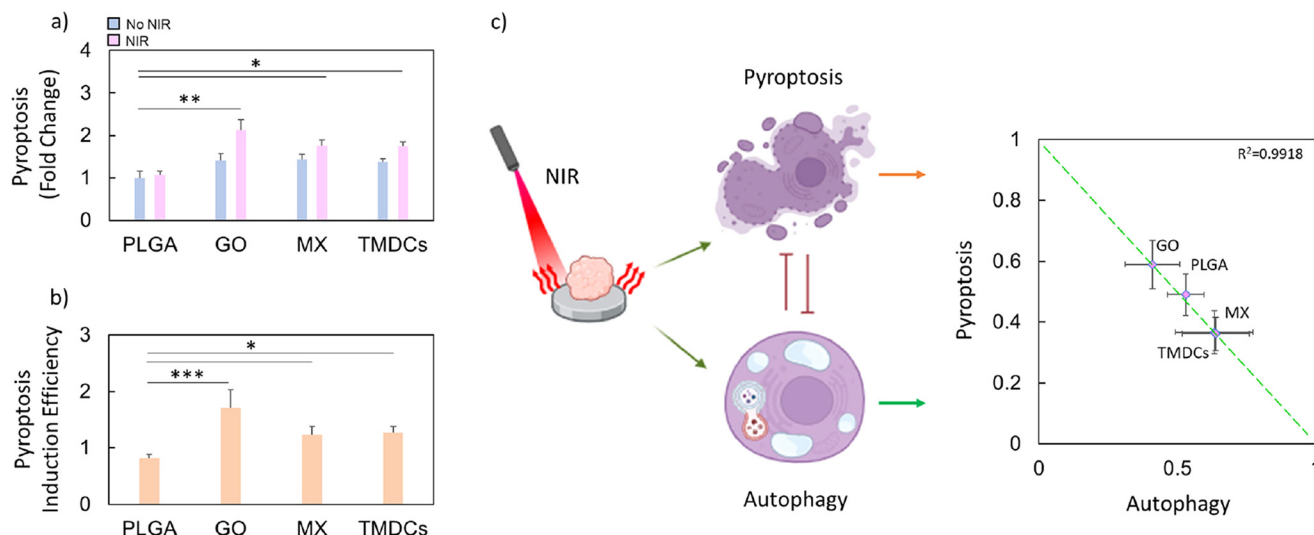 a)
No NIR
NIR
Pyroptosis
(Fold Change)
4
3
2
1
0
*
**
PLGA GO MX TMDCs
b)
Pyroptosis
Induction Efficiency
3
2
1
0
*
***
PLGA GO MX TMDCs
c)
NIR
Pyroptosis
Autophagy
Pyroptosis
1
0.8
0.6
0.4
0.2
0
R²=0.9918
GO
PLGA
MX
TMDCs
0 0.5 1
Autophagy